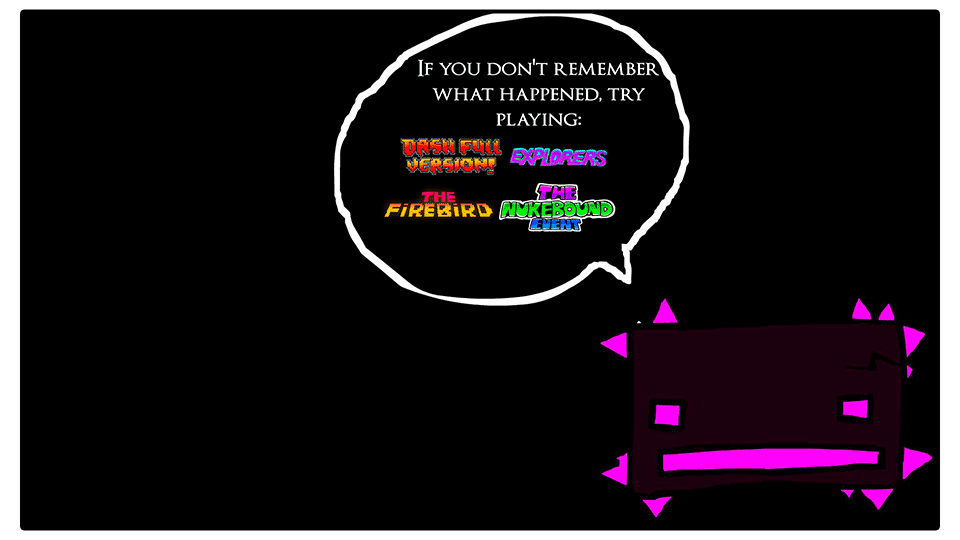 If you don't remember
what happened, try
playing:
DASH FULL
VERSION!
EXPLORERS
THE
FIREBIRD
THE
NUKEBOUND
EVENT